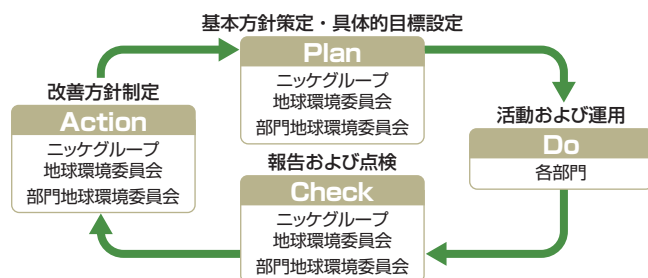 基本方針策定・具体的目標設定
Plan
ニッケグループ
地球環境委員会
部門地球環境委員会
活動および運用
Do
各部門
報告および点検
Check
ニッケグループ
地球環境委員会
部門地球環境委員会
改善方針制定
Action
ニッケグループ
地球環境委員会
部門地球環境委員会